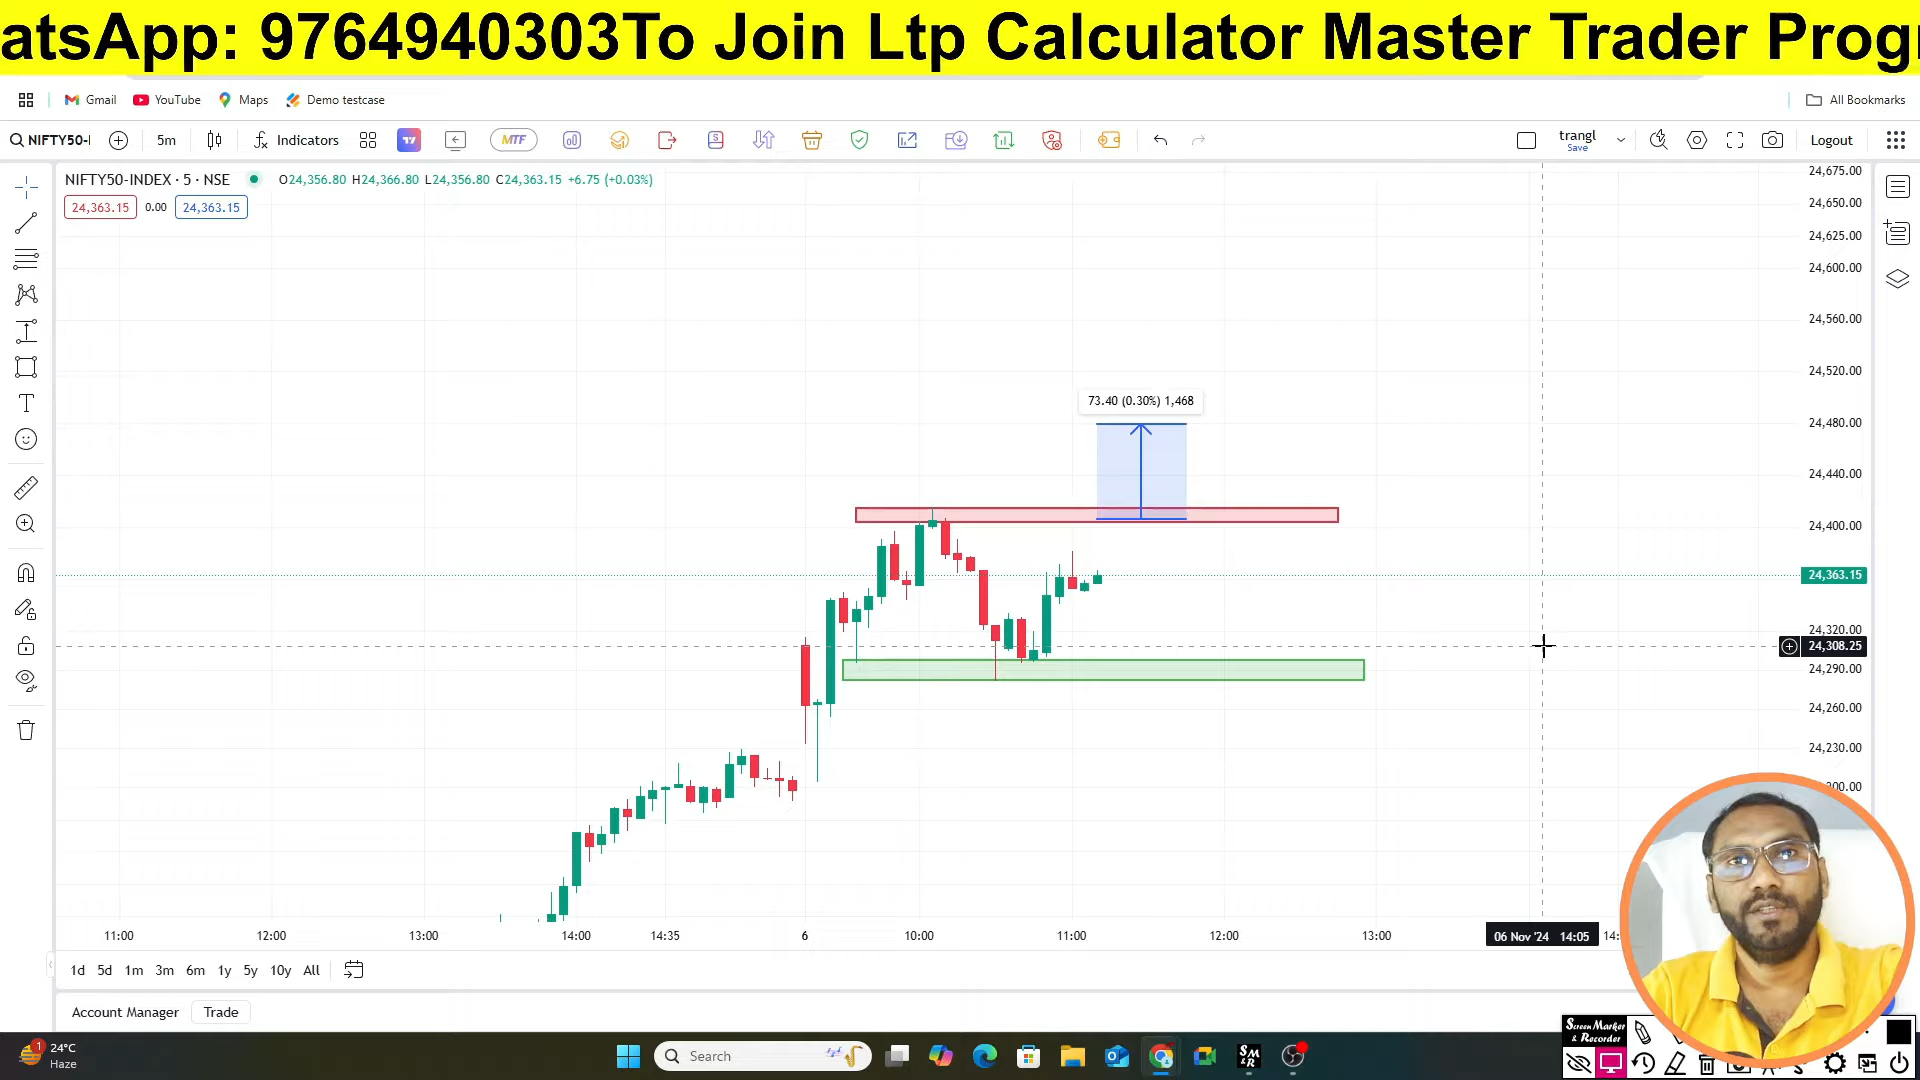 atsApp: 9764940303To Join Ltp Calculator Master Trader Prog
Gmail YouTube Maps Demo testcase All Bookmarks
NIFTY50-I 5m Indicators MTF trangl Save Logout
NIFTY50-INDEX · 5 · NSE O24,356.80 H24,366.80 L24,356.80 C24,363.15 +6.75 (+0.03%)
24,363.15 0.00 24,363.15
24,675.00
24,650.00
24,625.00
24,600.00
24,560.00
24,520.00
73.40 (0.30%) 1,468
24,480.00
24,440.00
24,400.00
24,363.15
24,320.00
24,308.25
24,290.00
24,260.00
24,230.00
11:00 12:00 13:00 14:00 14:35 6 10:00 11:00 12:00 13:00 06 Nov '24 14:05
1d 5d 1m 3m 6m 1y 5y 10y All
Account Manager Trade
Screen Marker
& Recorder
1 24°C
Haze
Search